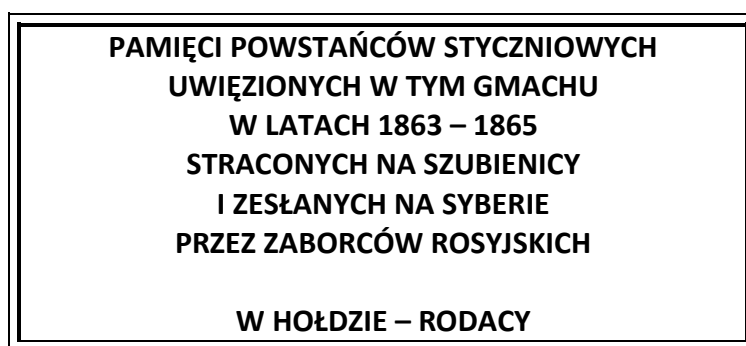 PAMIĘCI POWSTAŃCÓW STYCZNIOWYCH
UWIĘZIONYCH W TYM GMACHU
W LATACH 1863 – 1865
STRACONYCH NA SZUBIENICY
I ZESŁANYCH NA SYBERIE
PRZEZ ZABORCÓW ROSYJSKICH
W HOŁDZIE – RODACY